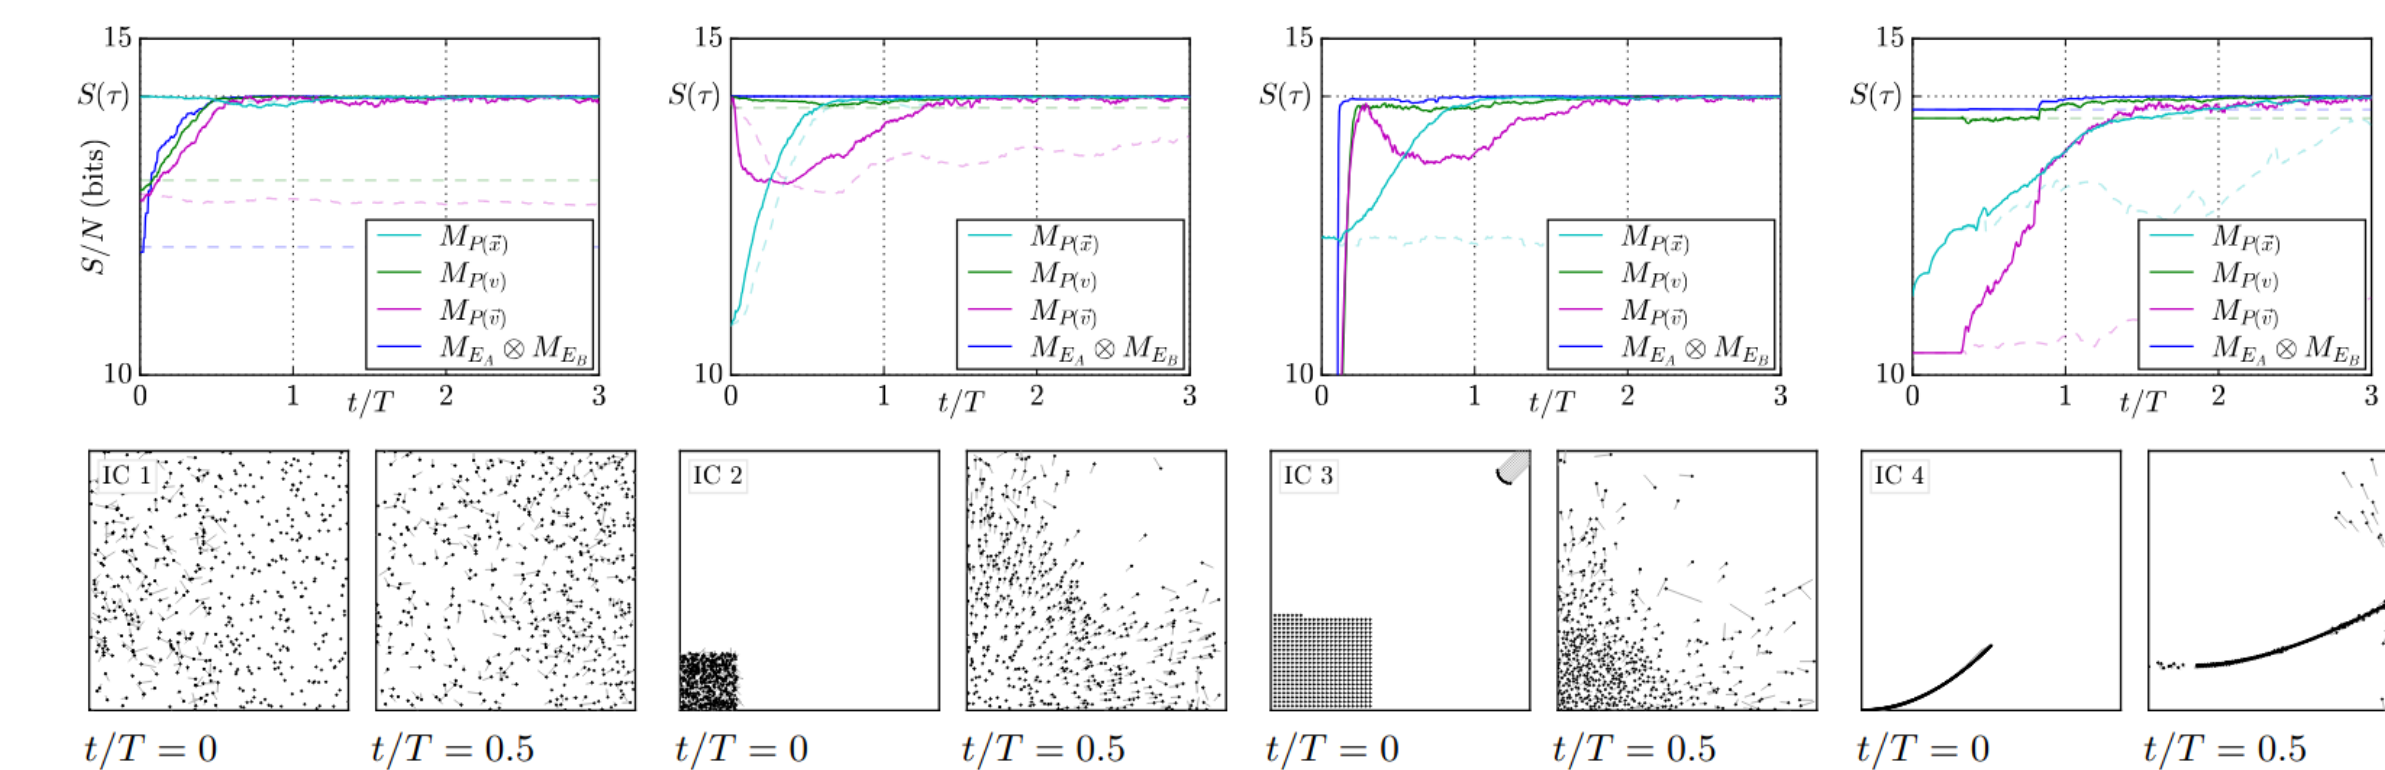 15 15 15 15
S(τ) S(τ) S(τ) S(τ)
S/N (bits)
M_{P(\vec{x})} M_{P(\vec{x})} M_{P(\vec{x})} M_{P(\vec{x})}
M_{P(v)} M_{P(v)} M_{P(v)} M_{P(v)}
M_{P(\vec{v})} M_{P(\vec{v})} M_{P(\vec{v})} M_{P(\vec{v})}
M_{E_A} ⊗ M_{E_B} M_{E_A} ⊗ M_{E_B} M_{E_A} ⊗ M_{E_B} M_{E_A} ⊗ M_{E_B}
10 10 10 10
0 1 t/T 2 3 0 1 t/T 2 3 0 1 t/T 2 3 0 1 t/T 2 3
IC 1 IC 2 IC 3 IC 4
t/T = 0 t/T = 0.5 t/T = 0 t/T = 0.5 t/T = 0 t/T = 0.5 t/T = 0 t/T = 0.5